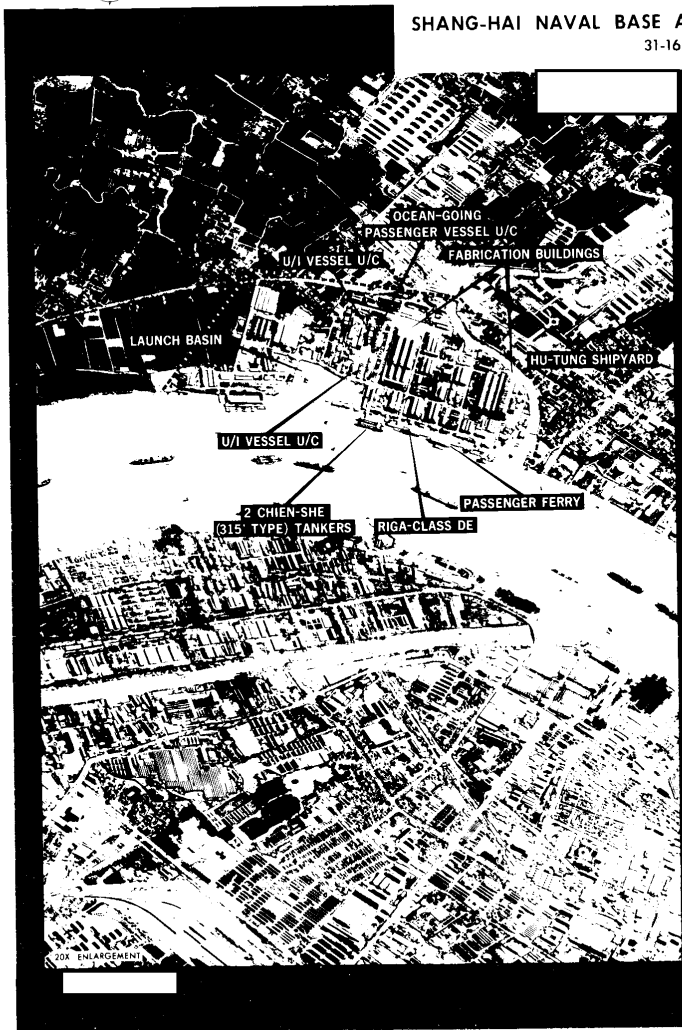 SHANG-HAI NAVAL BASE A
31-16
OCEAN-GOING
PASSENGER VESSEL U/C
U/I VESSEL U/C
FABRICATION BUILDINGS
LAUNCH BASIN
HU-TUNG SHIPYARD
U/I VESSEL U/C
PASSENGER FERRY
2 CHIEN-SHE
(315' TYPE) TANKERS
RIGA-CLASS DE
20X ENLARGEMENT